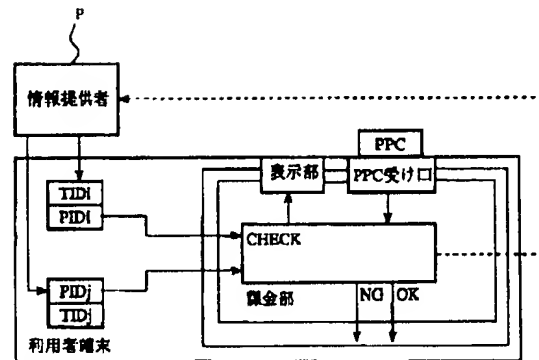 P
情報提供者
PPC
表示部
PPC受け口
TIDi
PIDi
CHECK
PIDj
TIDj
課金部
NG
OK
利用者端末